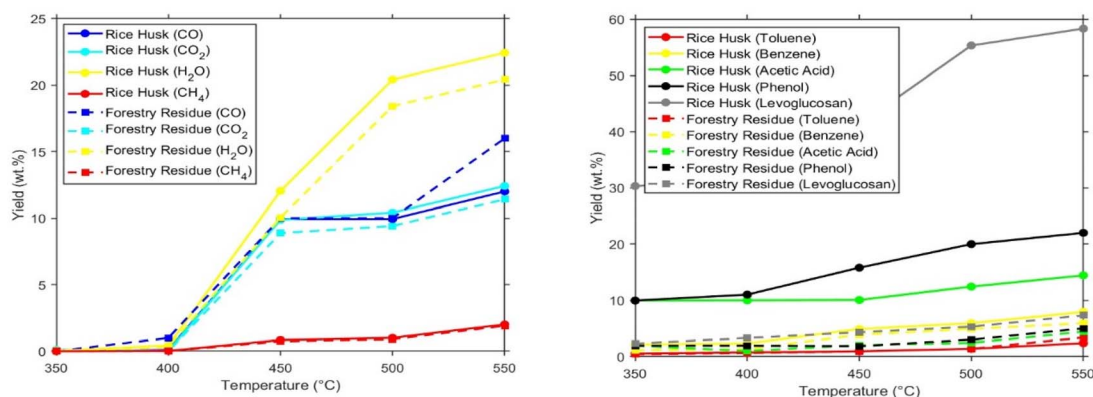 25
20
15
10
5
0
Yield (wt.%)
Rice Husk (CO)
Rice Husk (CO2)
Rice Husk (H2O)
Rice Husk (CH4)
Forestry Residue (CO)
Forestry Residue (CO2
Forestry Residue (H2O)
Forestry Residue (CH4)
350 400 450 500 550
Temperature (°C)
60
50
40
30
20
10
0
Yield (wt.%)
Rice Husk (Toluene)
Rice Husk (Benzene)
Rice Husk (Acetic Acid)
Rice Husk (Phenol)
Rice Husk (Levoglucosan)
Forestry Residue (Toluene)
Forestry Residue (Benzene)
Forestry Residue (Acetic Acid)
Forestry Residue (Phenol)
Forestry Residue (Levoglucosan)
350 400 450 500 550
Temperature (°C)